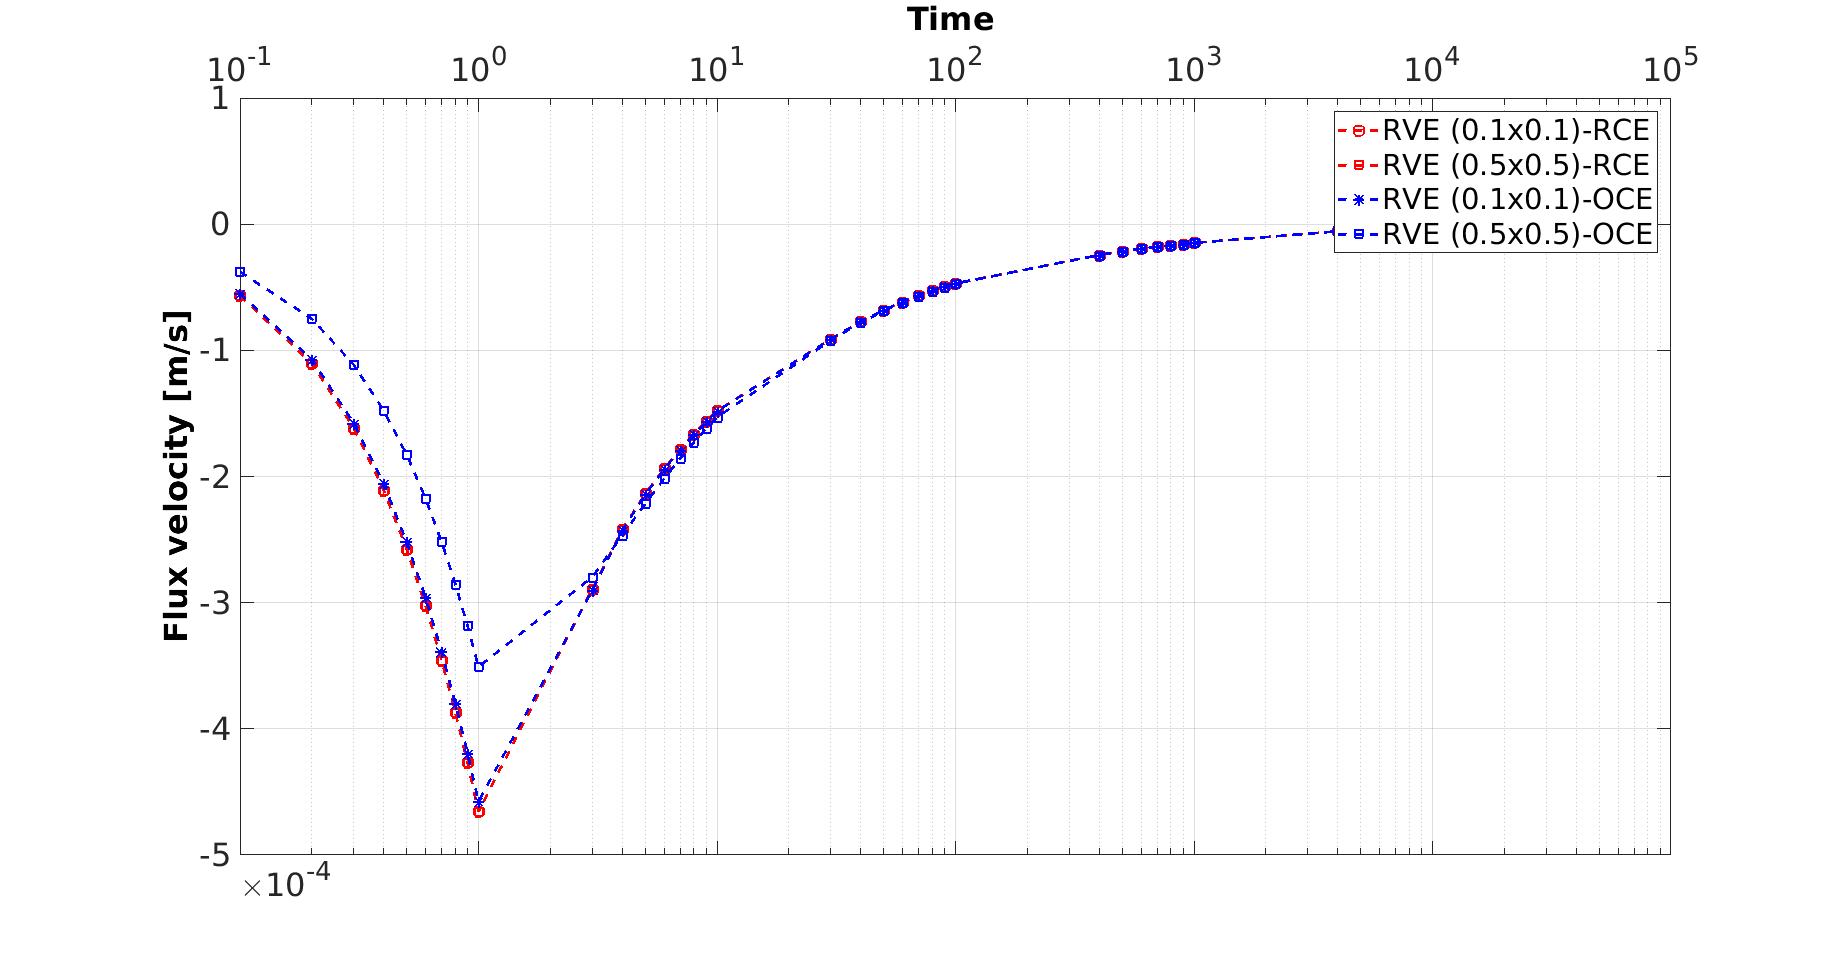 Time
10^-1 10^0 10^1 10^2 10^3 10^4 10^5
1
0
-1
-2
-3
-4
-5
Flux velocity [m/s]
×10^-4
RVE (0.1x0.1)-RCE
RVE (0.5x0.5)-RCE
RVE (0.1x0.1)-OCE
RVE (0.5x0.5)-OCE